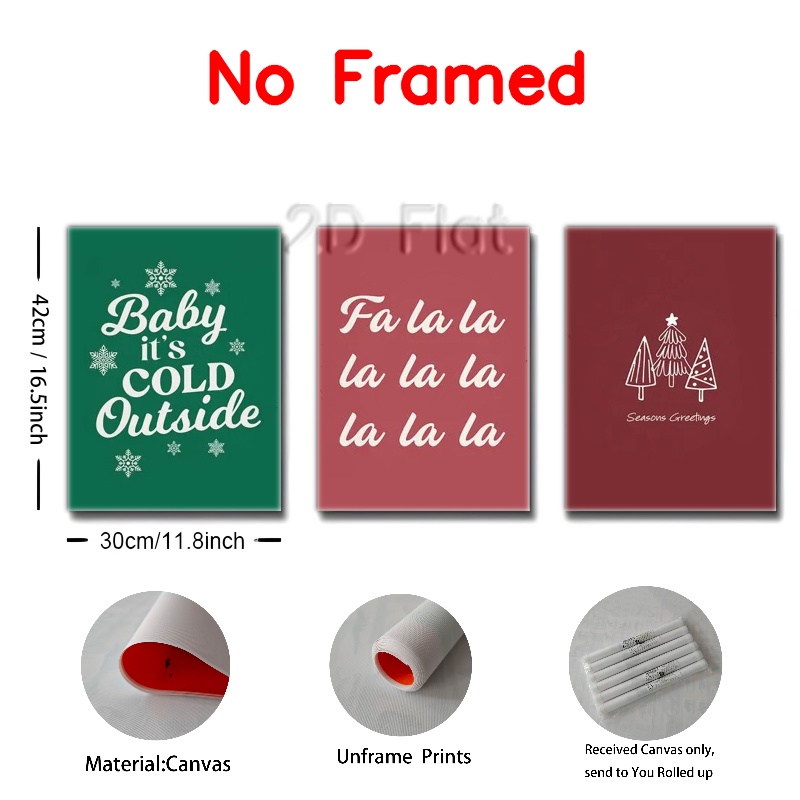 No Framed
2D Flat
42cm / 16.5inch
Baby
it's
COLD
Outside
Fa la la
la la la
la la la
Seasons Greetings
30cm/11.8inch
Material:Canvas
Unframe Prints
Received Canvas only,
send to You Rolled up